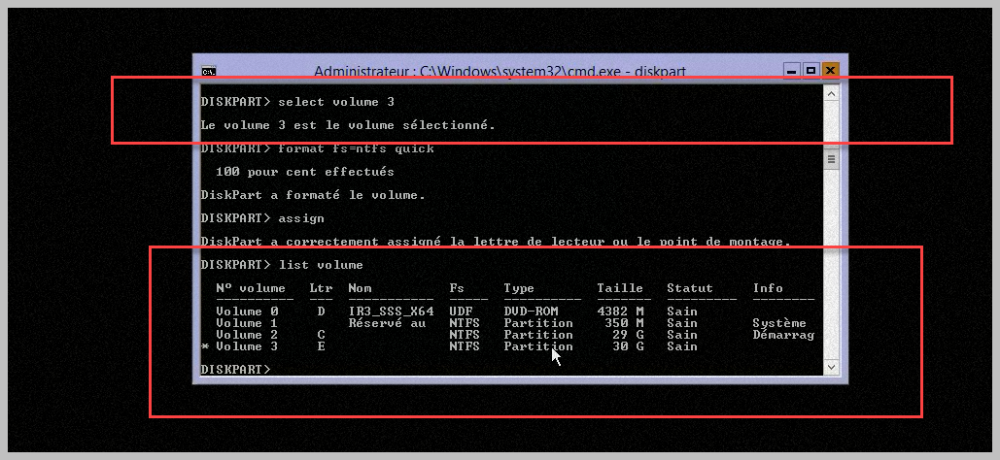 Administrateur : C:\Windows\system32\cmd.exe - diskpart
DISKPART> select volume 3
Le volume 3 est le volume sélectionné.
DISKPART> format fs=ntfs quick
100 pour cent effectués
DiskPart a formaté le volume.
DISKPART> assign
DiskPart a correctement assigné la lettre de lecteur ou le point de montage.
DISKPART> list volume
N° volume Ltr Nom Fs Type Taille Statut Info
---------- --- ----------- ----- ---------- ------- --------- --------
Volume 0 D IR3_SSS_X64 UDF DVD-ROM 4382 M Sain
Volume 1 Réservé au NTFS Partition 350 M Sain Système
Volume 2 C NTFS Partition 29 G Sain Démarrag
* Volume 3 E NTFS Partition 30 G Sain
DISKPART>